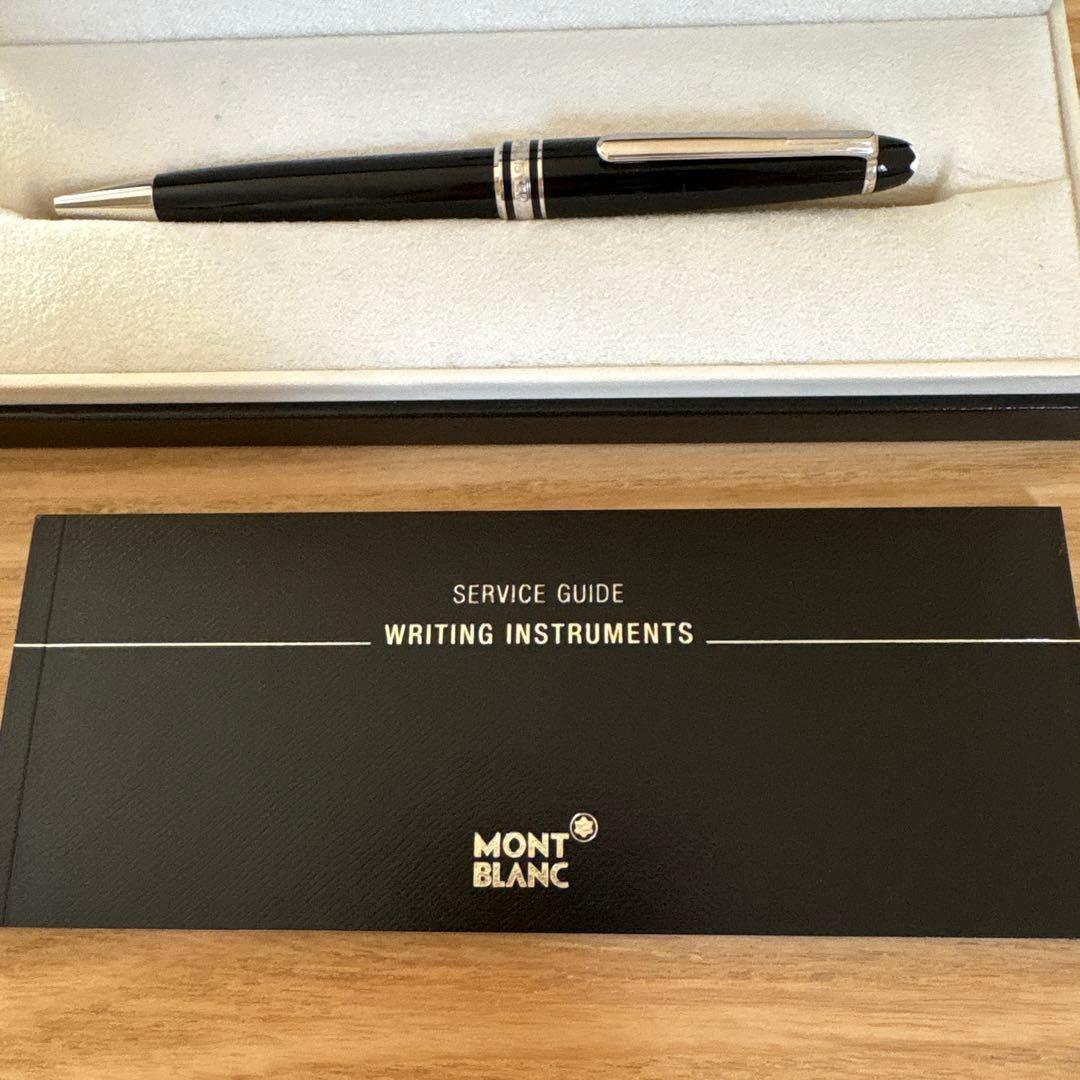 SERVICE GUIDE
WRITING INSTRUMENTS
MONT
BLANC